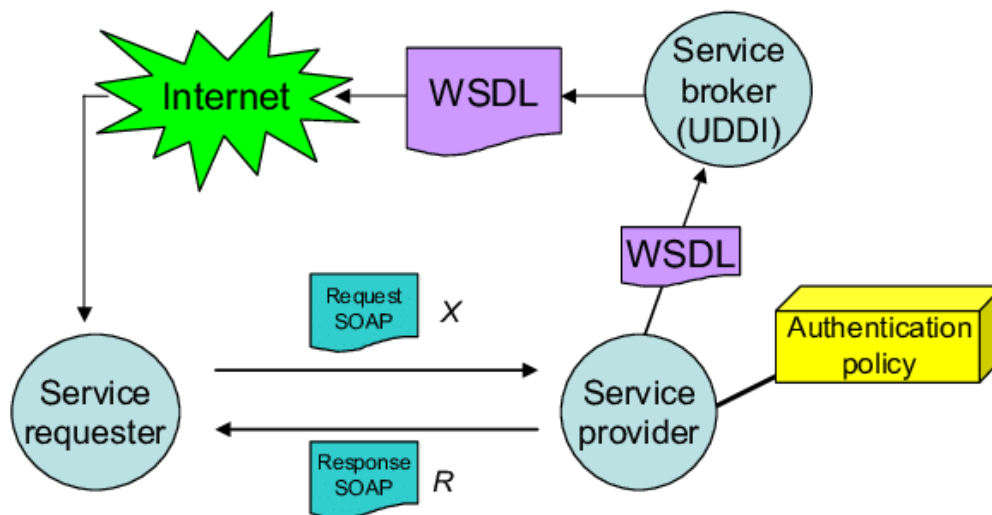 Internet
WSDL
Service
broker
(UDDI)
WSDL
Request
SOAP
X
Authentication
policy
Service
requester
Service
provider
Response
SOAP
R